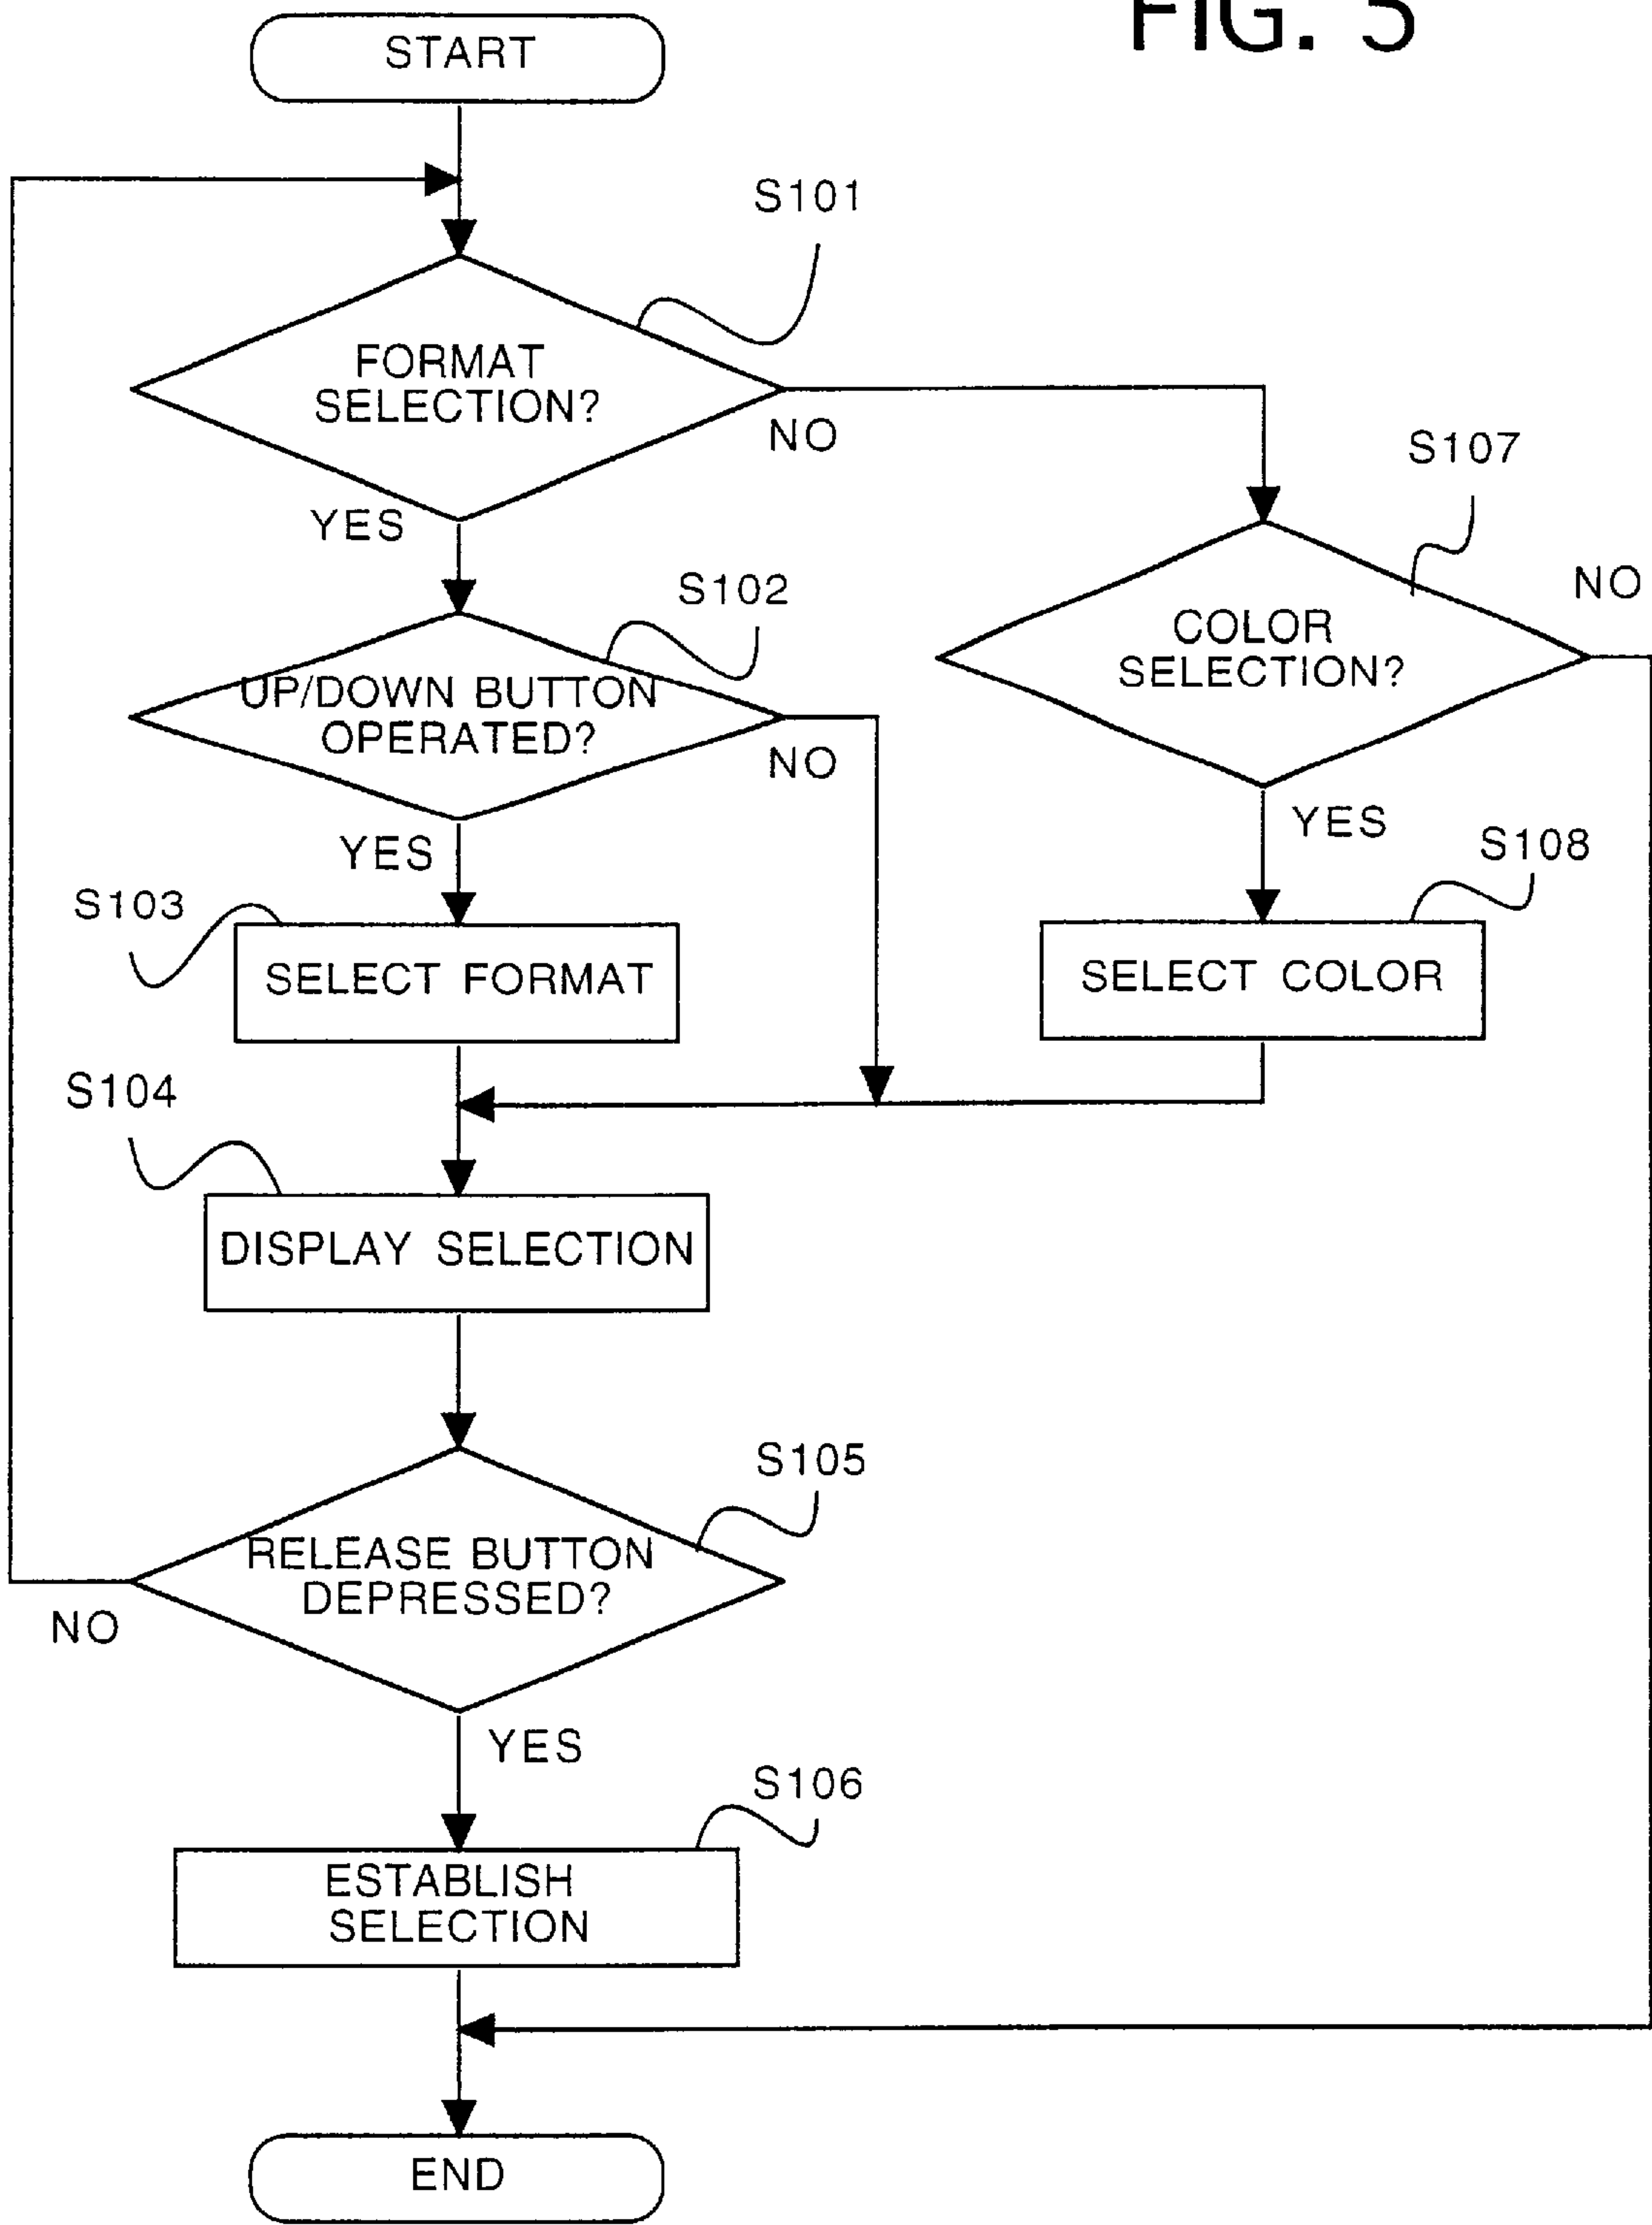 FIG. 5
START
S101
FORMAT
SELECTION?
NO
YES
S107
NO
COLOR
SELECTION?
YES
S102
UP/DOWN BUTTON
OPERATED?
NO
YES
S108
SELECT COLOR
S103
SELECT FORMAT
S104
DISPLAY SELECTION
S105
RELEASE BUTTON
DEPRESSED?
NO
YES
S106
ESTABLISH
SELECTION
END